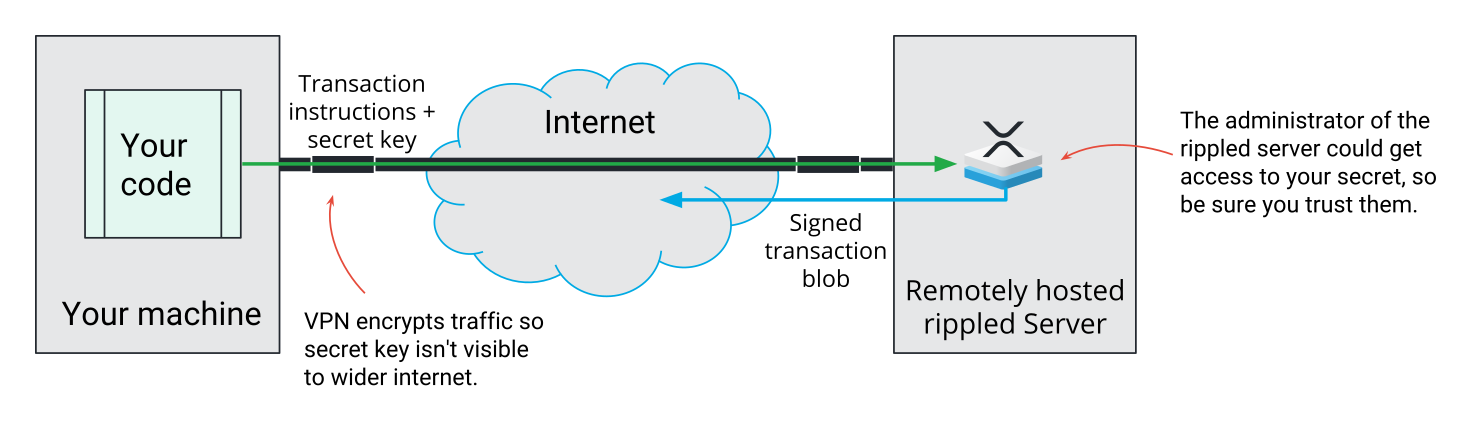 Your
code
Your machine
Transaction
instructions +
secret key
VPN encrypts traffic so
secret key isn't visible
to wider internet.
Internet
Signed
transaction
blob
Remotely hosted
rippled Server
The administrator of the
rippled server could get
access to your secret, so
be sure you trust them.